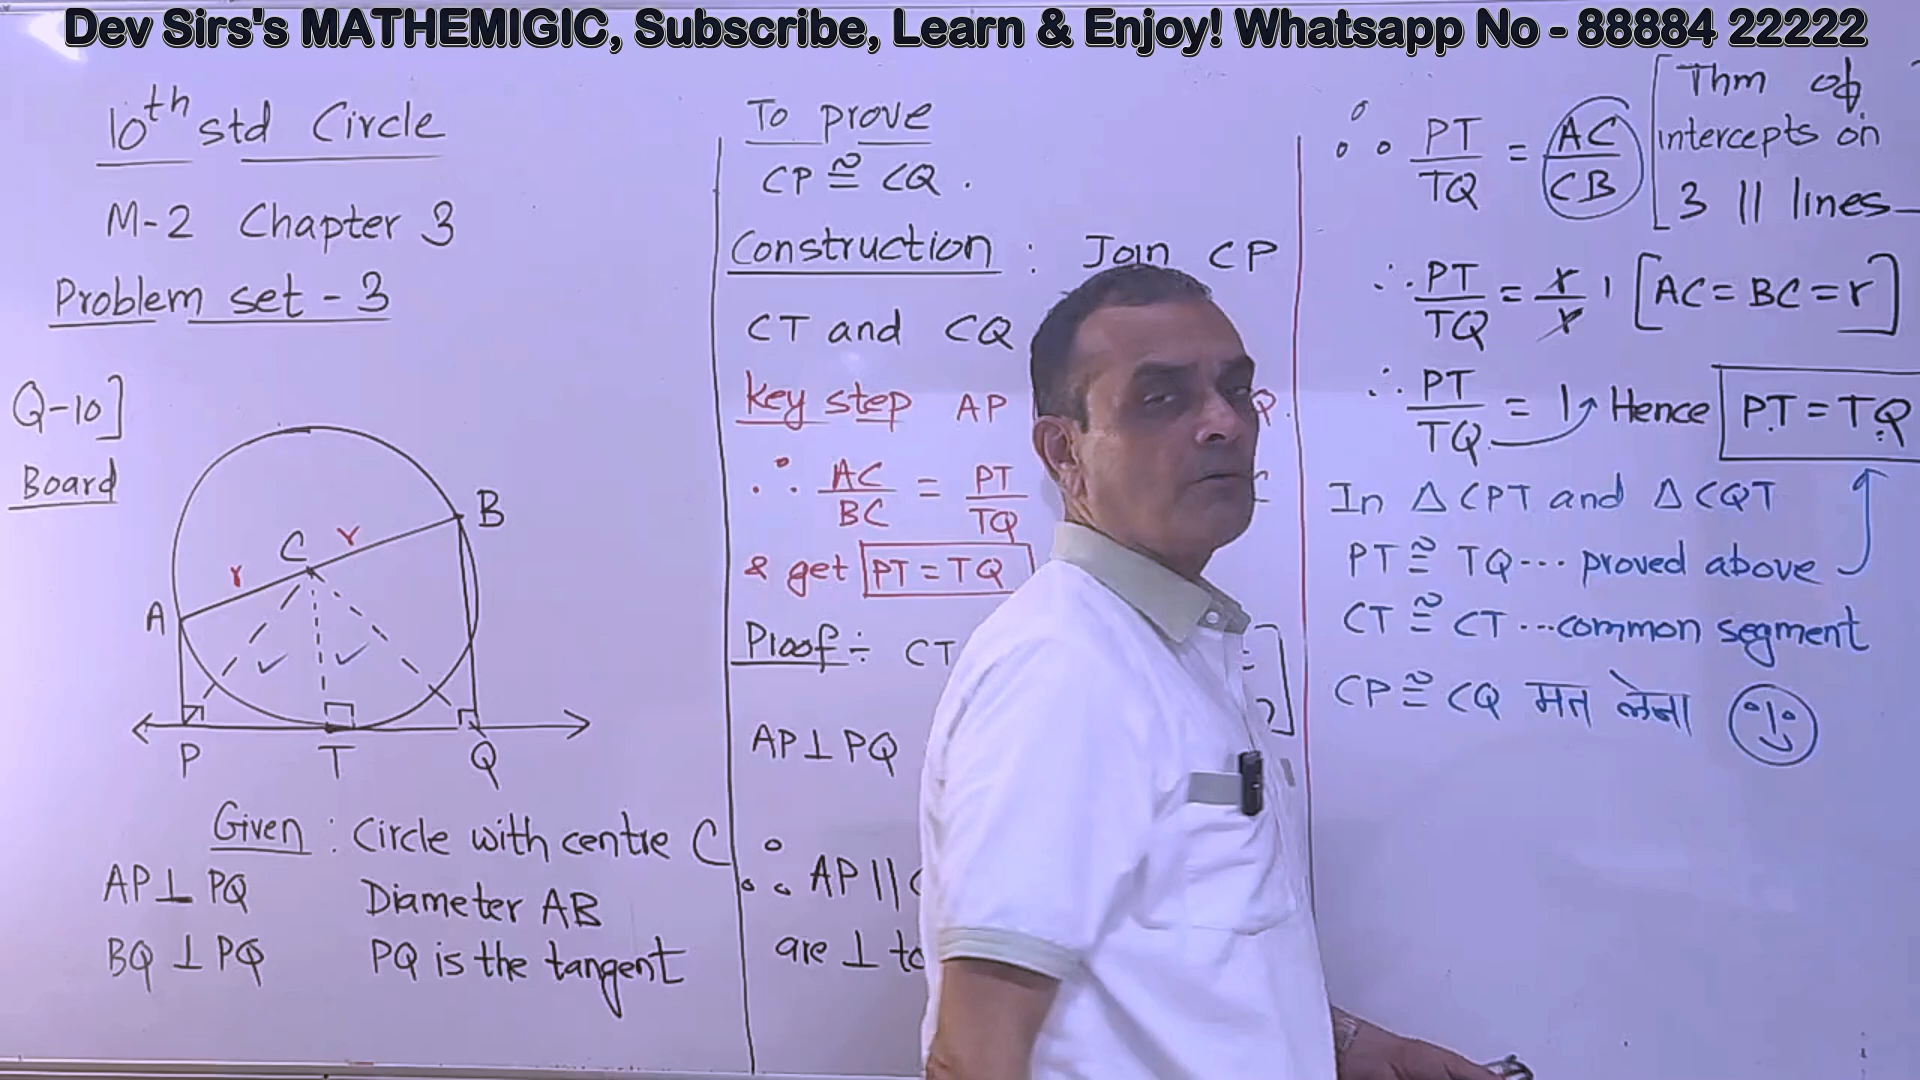 Dev Sirs's MATHEMIGIC, Subscribe, Learn & Enjoy! Whatsapp No - 88884 22222
10th std Circle
M-2 Chapter 3
Problem set - 3
Q-10]
Board
A
B
C
r
r
P
T
Q
Given : Circle with centre C
AP ⊥ PQ Diameter AB
BQ ⊥ PQ PQ is the tangent
To prove
CP ≅ CQ .
Construction : Join CP
CT and CQ
Key step AP Q.
∴ AC/BC = PT/TQ
& get PT = TQ
Proof ÷ CT
AP ⊥ PQ
∴ AP ||
are ⊥ to
∴ PT/TQ = AC/CB [Thm of
intercepts on
3 || lines
∴ PT/TQ = r/r 1 [AC = BC = r]
∴ PT/TQ = 1 Hence PT = TQ
In △ CPT and △ CQT
PT ≅ TQ --- proved above
CT ≅ CT ...common segment
CP ≅ CQ मत लेना